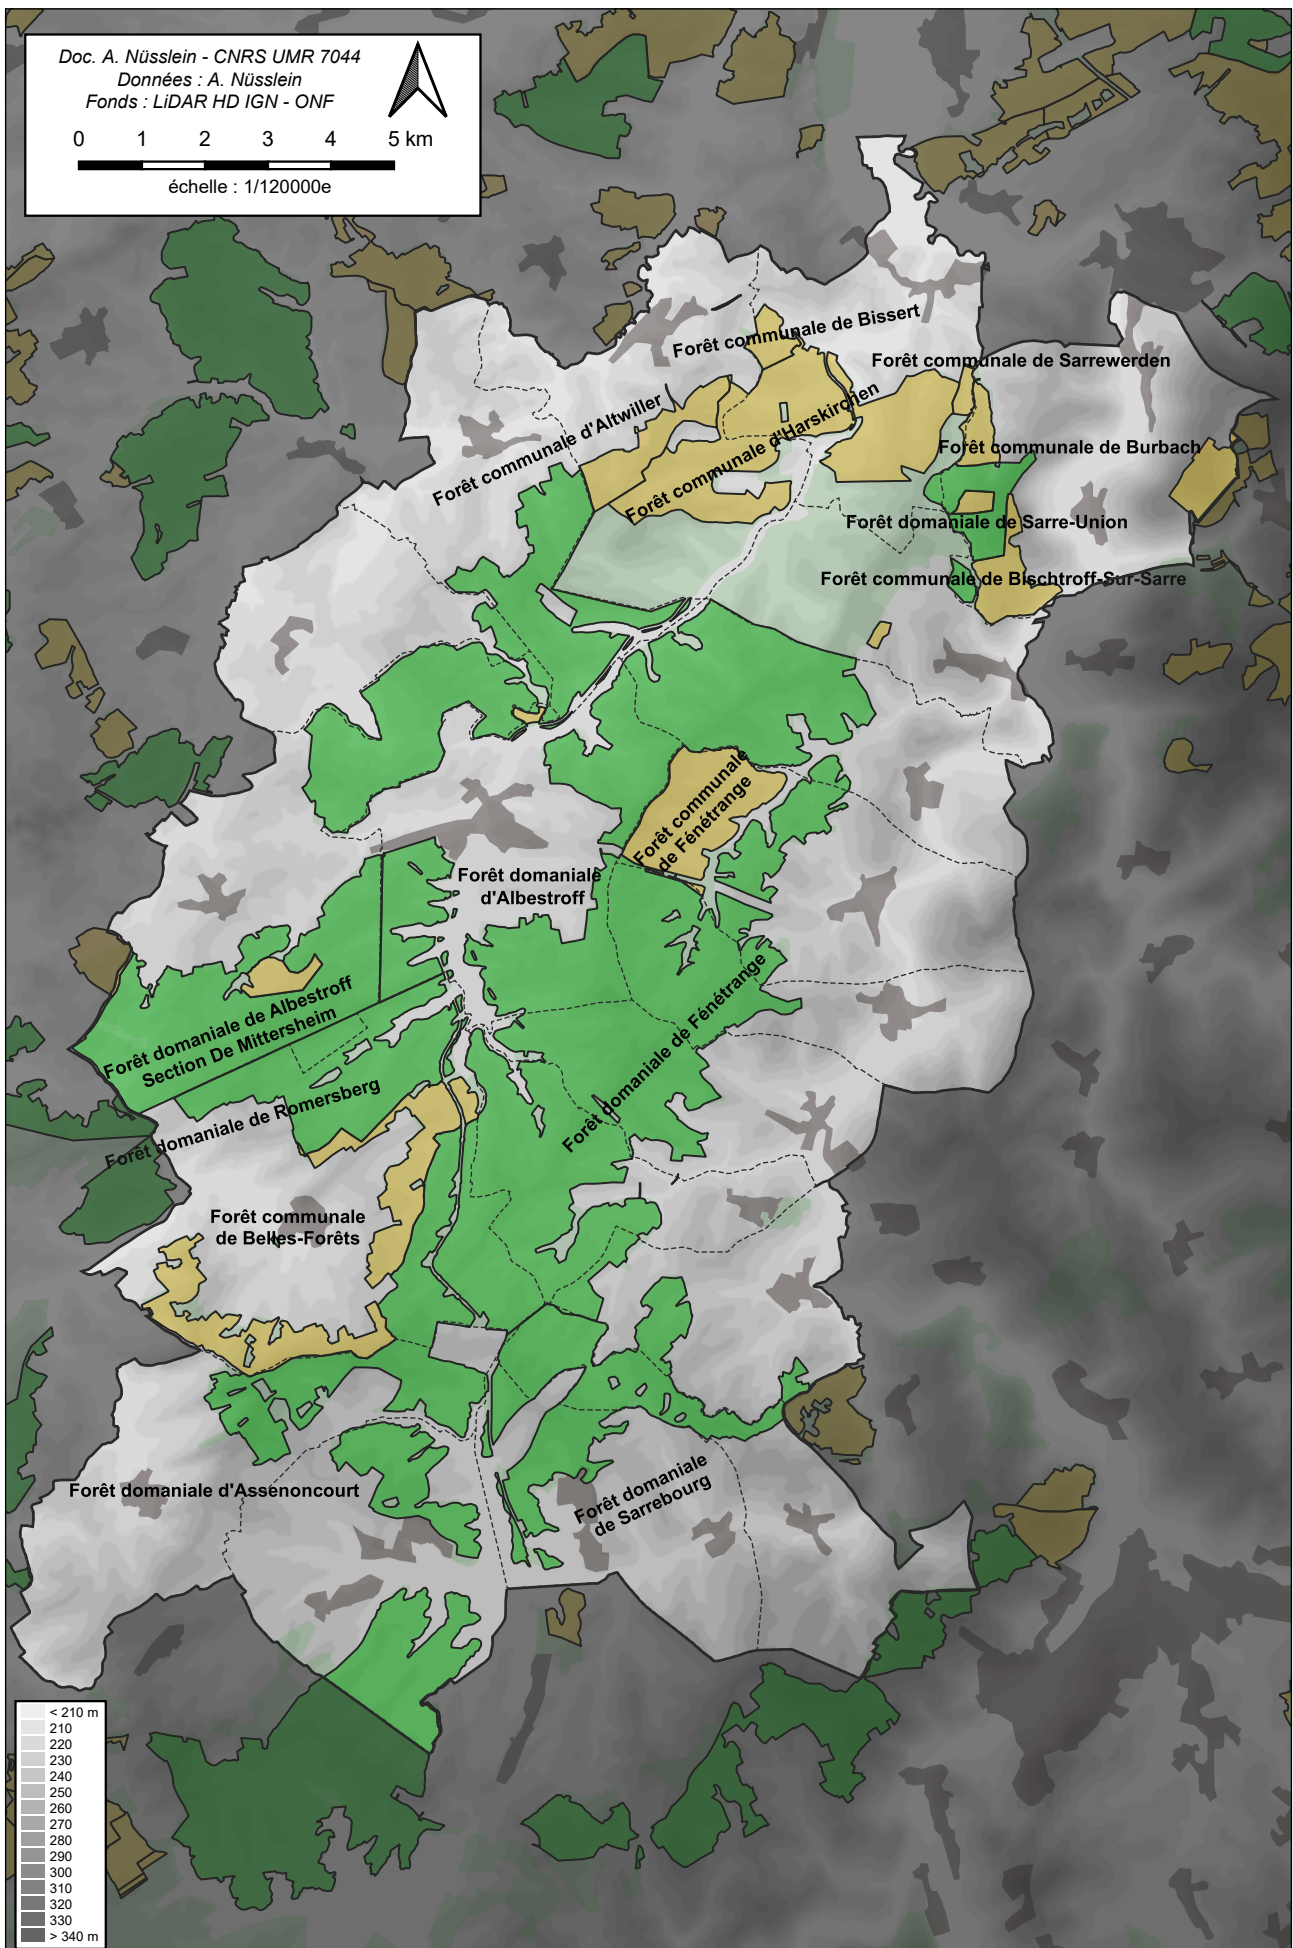 Doc. A. Nüsslein - CNRS UMR 7044
Données : A. Nüsslein
Fonds : LiDAR HD IGN - ONF
0 1 2 3 4 5 km
échelle : 1/120000e
Forêt communale de Bissert
Forêt communale de Sarrewerden
Forêt communale d'Altwiller
Forêt communale d'Harskirchen
Forêt communale de Burbach
Forêt domaniale de Sarre-Union
Forêt communale de Bischtroff-Sur-Sarre
Forêt communale
de Fénétrange
Forêt domaniale
d'Albestroff
Forêt domaniale de Albestroff
Section De Mittersheim
Forêt domaniale de Fénétrange
Forêt domaniale de Romersberg
Forêt communale
de Belles-Forêts
Forêt domaniale d'Assenoncourt
Forêt domaniale
de Sarrebourg
< 210 m
210
220
230
240
250
260
270
280
290
300
310
320
330
> 340 m